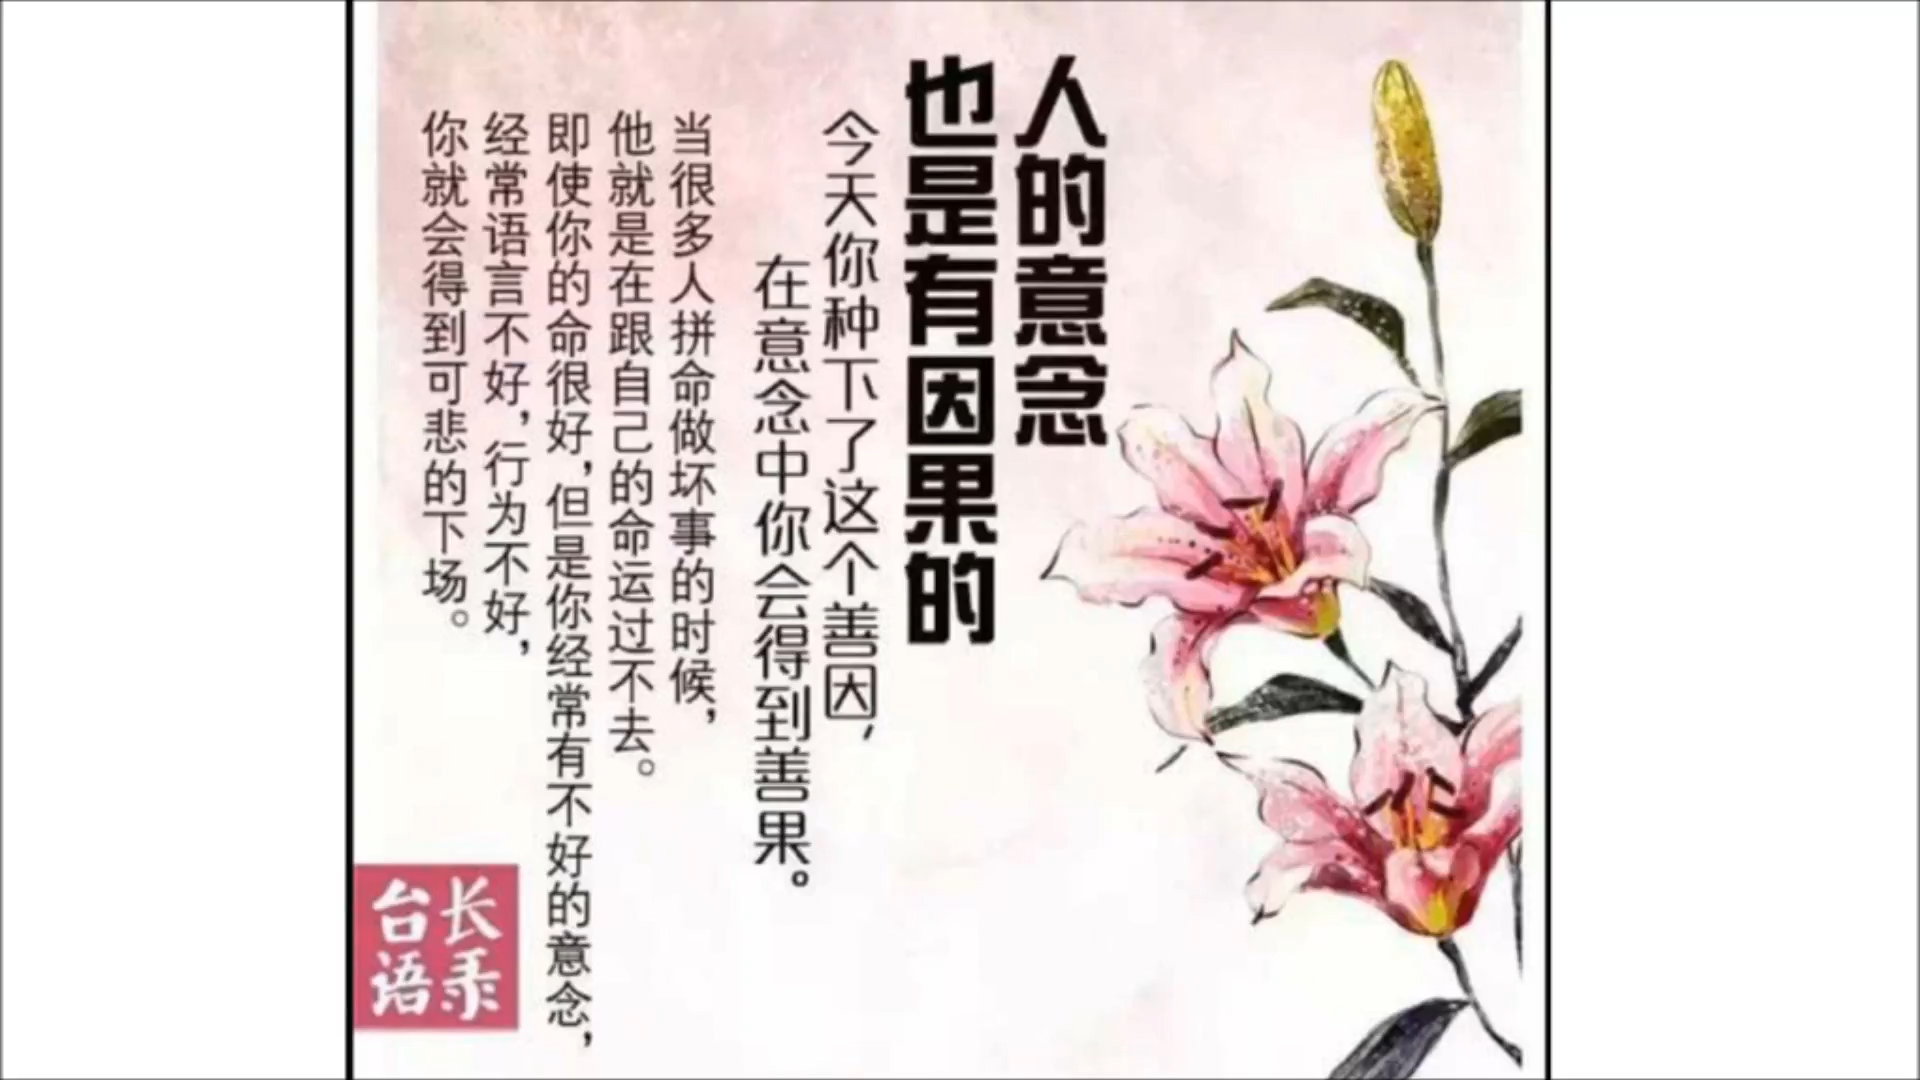 人的意念
也是有因果的
今天你种下了这个善因，
在意念中你会得到善果。
当很多人拼命做坏事的时候，
他就是在跟自己的命运过不去。
即使你的命很好，但是你经常有不好的意念，
经常语言不好，行为不好，
你就会得到可悲的下场。
台长
语录